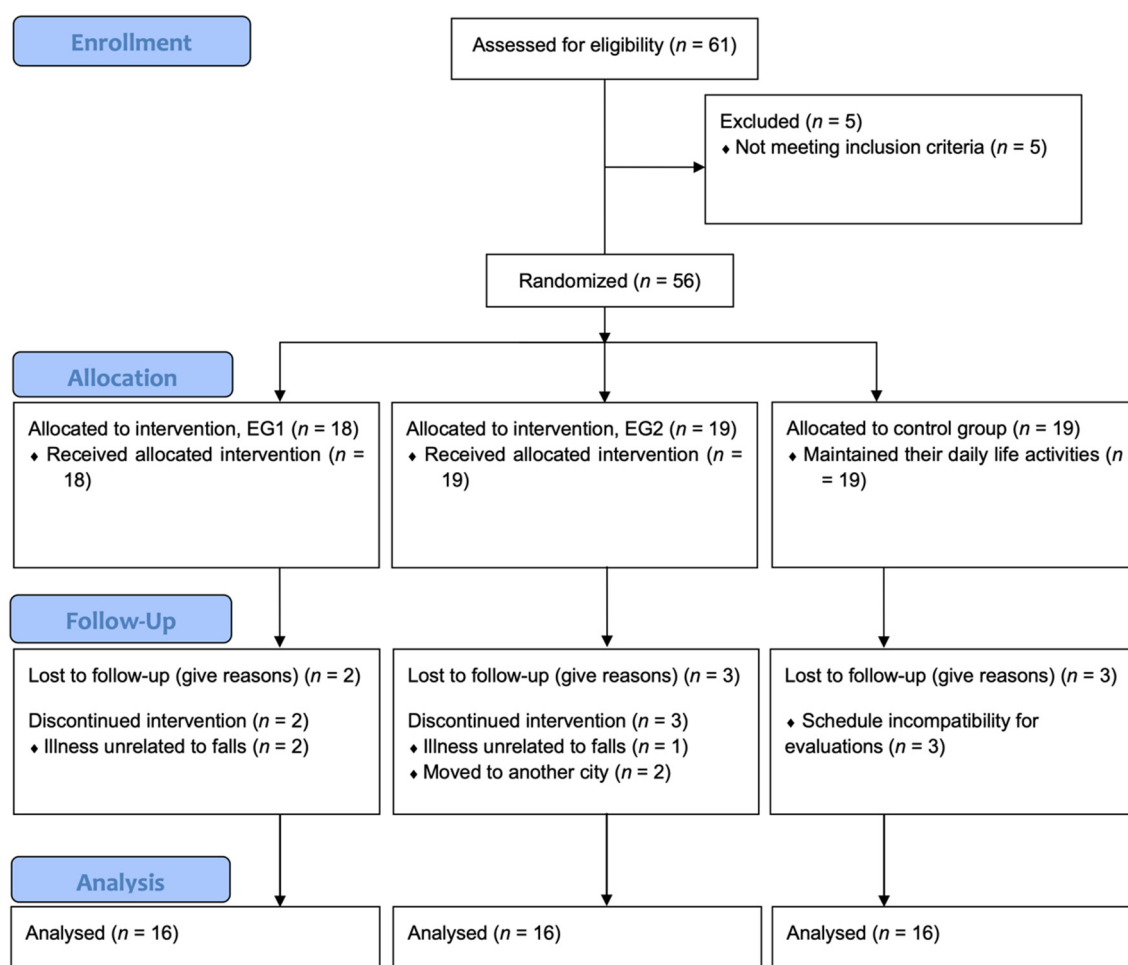 Enrollment
Assessed for eligibility (n = 61)
Excluded (n = 5)
♦ Not meeting inclusion criteria (n = 5)
Randomized (n = 56)
Allocation
Allocated to intervention, EG1 (n = 18)
♦ Received allocated intervention (n =
18)
Allocated to intervention, EG2 (n = 19)
♦ Received allocated intervention (n =
19)
Allocated to control group (n = 19)
♦ Maintained their daily life activities (n
= 19)
Follow-Up
Lost to follow-up (give reasons) (n = 2)
Discontinued intervention (n = 2)
♦ Illness unrelated to falls (n = 2)
Lost to follow-up (give reasons) (n = 3)
Discontinued intervention (n = 3)
♦ Illness unrelated to falls (n = 1)
♦ Moved to another city (n = 2)
Lost to follow-up (give reasons) (n = 3)
♦ Schedule incompatibility for
evaluations (n = 3)
Analysis
Analysed (n = 16)
Analysed (n = 16)
Analysed (n = 16)